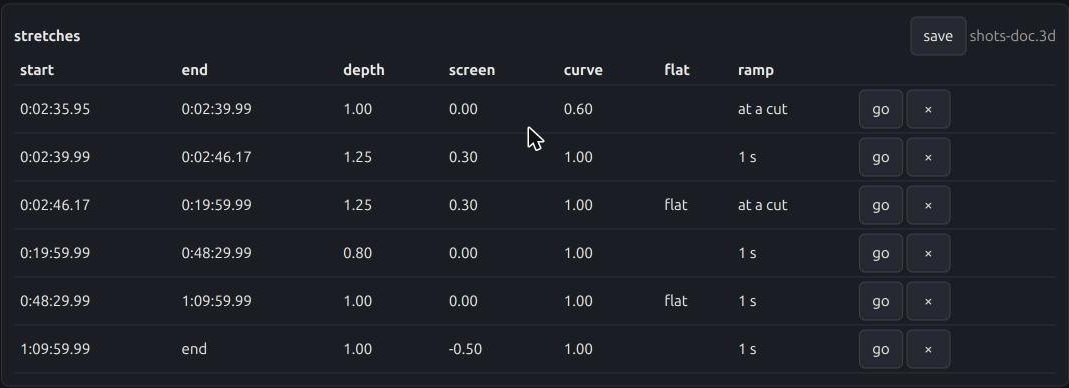 stretches save shots-doc.3d
start end depth screen curve flat ramp
0:02:35.95 0:02:39.99 1.00 0.00 0.60 at a cut go ×
0:02:39.99 0:02:46.17 1.25 0.30 1.00 1 s go ×
0:02:46.17 0:19:59.99 1.25 0.30 1.00 flat at a cut go ×
0:19:59.99 0:48:29.99 0.80 0.00 1.00 1 s go ×
0:48:29.99 1:09:59.99 1.00 0.00 1.00 flat 1 s go ×
1:09:59.99 end 1.00 -0.50 1.00 1 s go ×